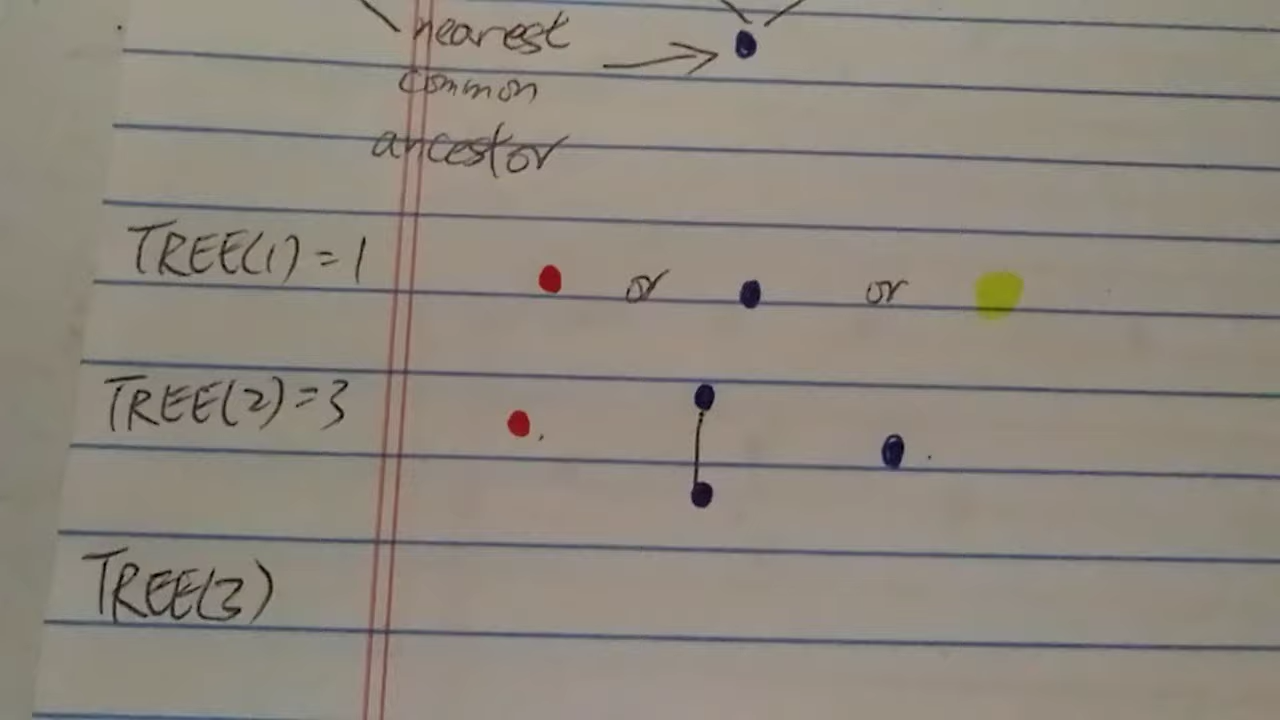 nearest
common
ancestor
TREE(1) = 1 or or
TREE(2) = 3
TREE(3)